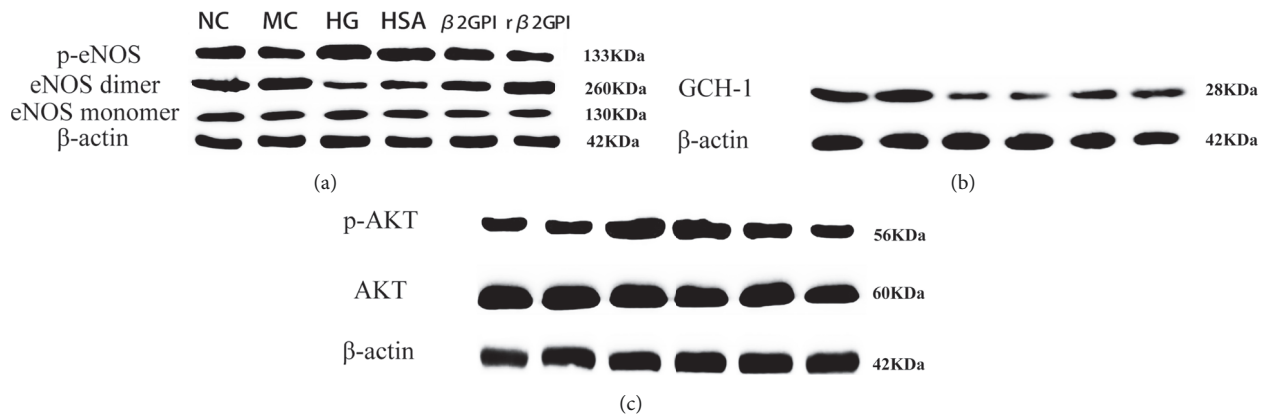 NC MC HG HSA β2GPI rβ2GPI
p-eNOS 133KDa
eNOS dimer 260KDa
eNOS monomer 130KDa
β-actin 42KDa
(a)
GCH-1 28KDa
β-actin 42KDa
(b)
p-AKT 56KDa
AKT 60KDa
β-actin 42KDa
(c)